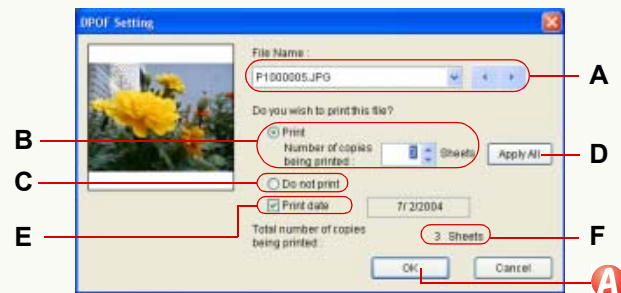 DPOF Setting
File Name :
P1000005.JPG
A
Do you wish to print this file?
B
Print
Number of copies
being printed :
Sheets
Apply All
D
C
Do not print
E
Print date
7/ 2/2004
Total number of copies
being printed :
3 Sheets
F
OK
Cancel
A